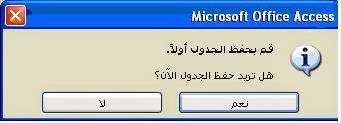 Microsoft Office Access
قم بحفظ الجدول أولاً.
هل تريد حفظ الجدول الآن؟
نعم
لا